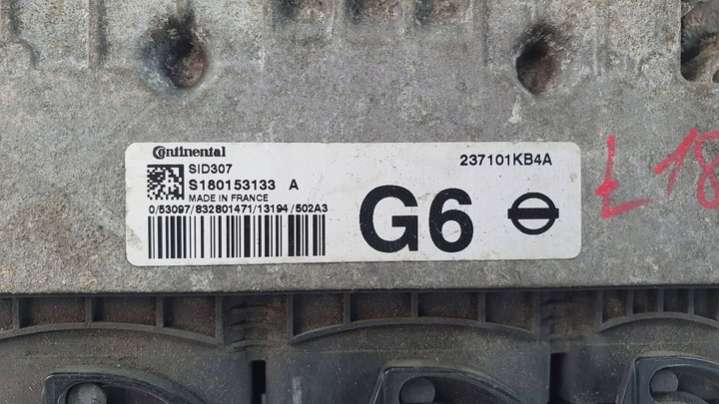 Continental
SID307
S180153133 A
MADE IN FRANCE
0/53097/832801471/13194/502A3
237101KB4A
G6